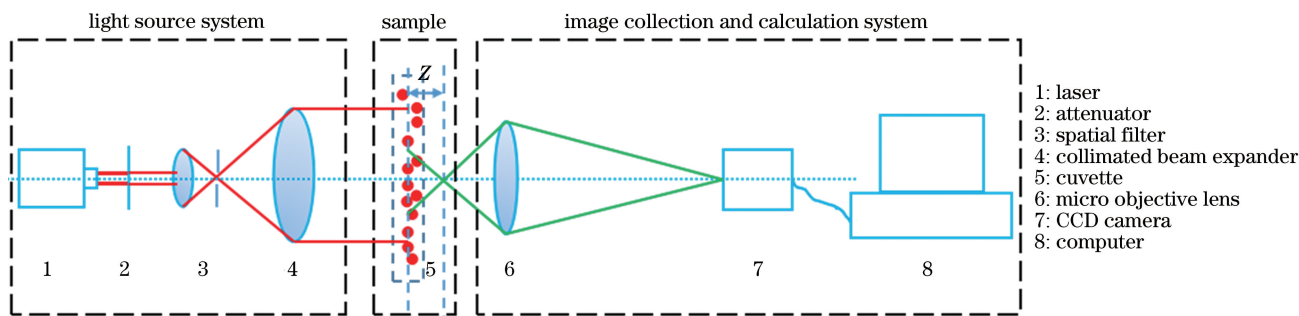 light source system
sample
image collection and calculation system
Z
1
2
3
4
5
6
7
8
1: laser
2: attenuator
3: spatial filter
4: collimated beam expander
5: cuvette
6: micro objective lens
7: CCD camera
8: computer